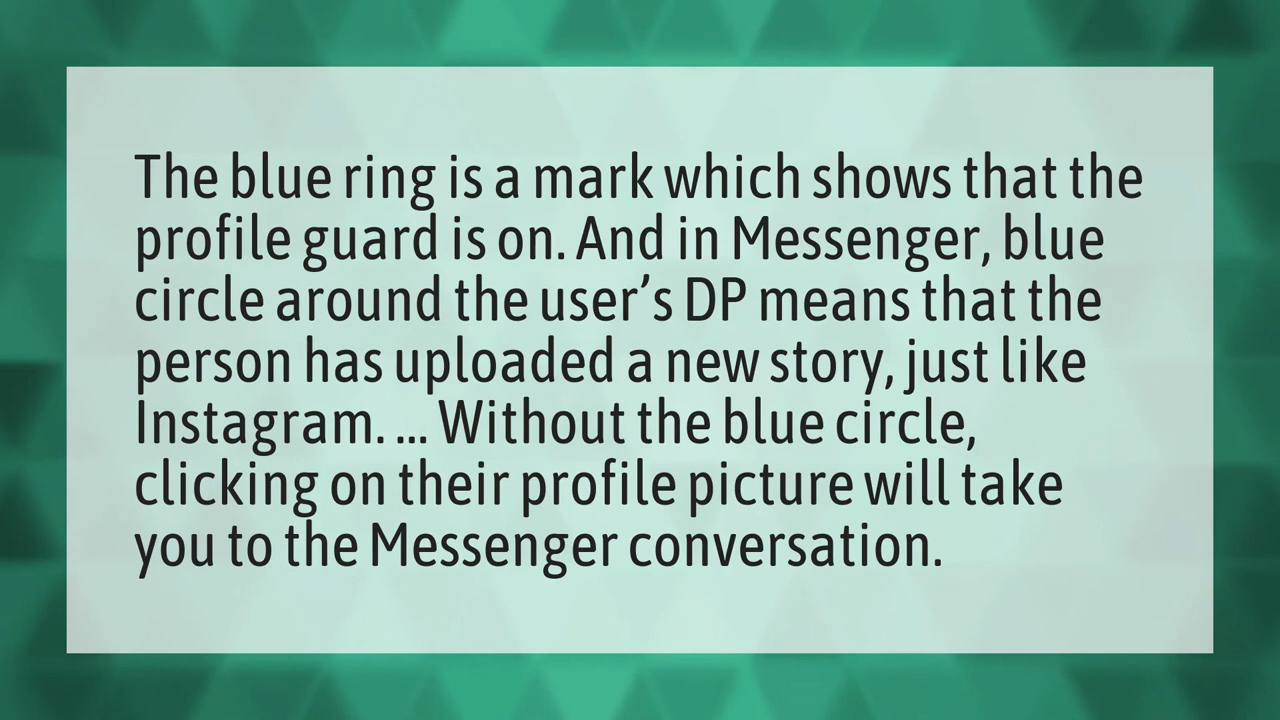 The blue ring is a mark which shows that the
profile guard is on. And in Messenger, blue
circle around the user’s DP means that the
person has uploaded a new story, just like
Instagram. ... Without the blue circle,
clicking on their profile picture will take
you to the Messenger conversation.